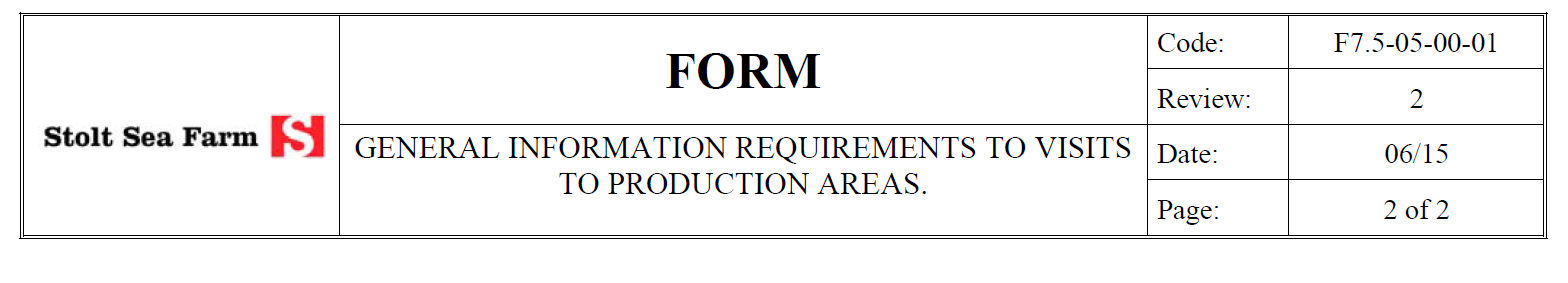 Stolt Sea Farm S
FORM
GENERAL INFORMATION REQUIREMENTS TO VISITS
TO PRODUCTION AREAS.
Code: F7.5-05-00-01
Review: 2
Date: 06/15
Page: 2 of 2